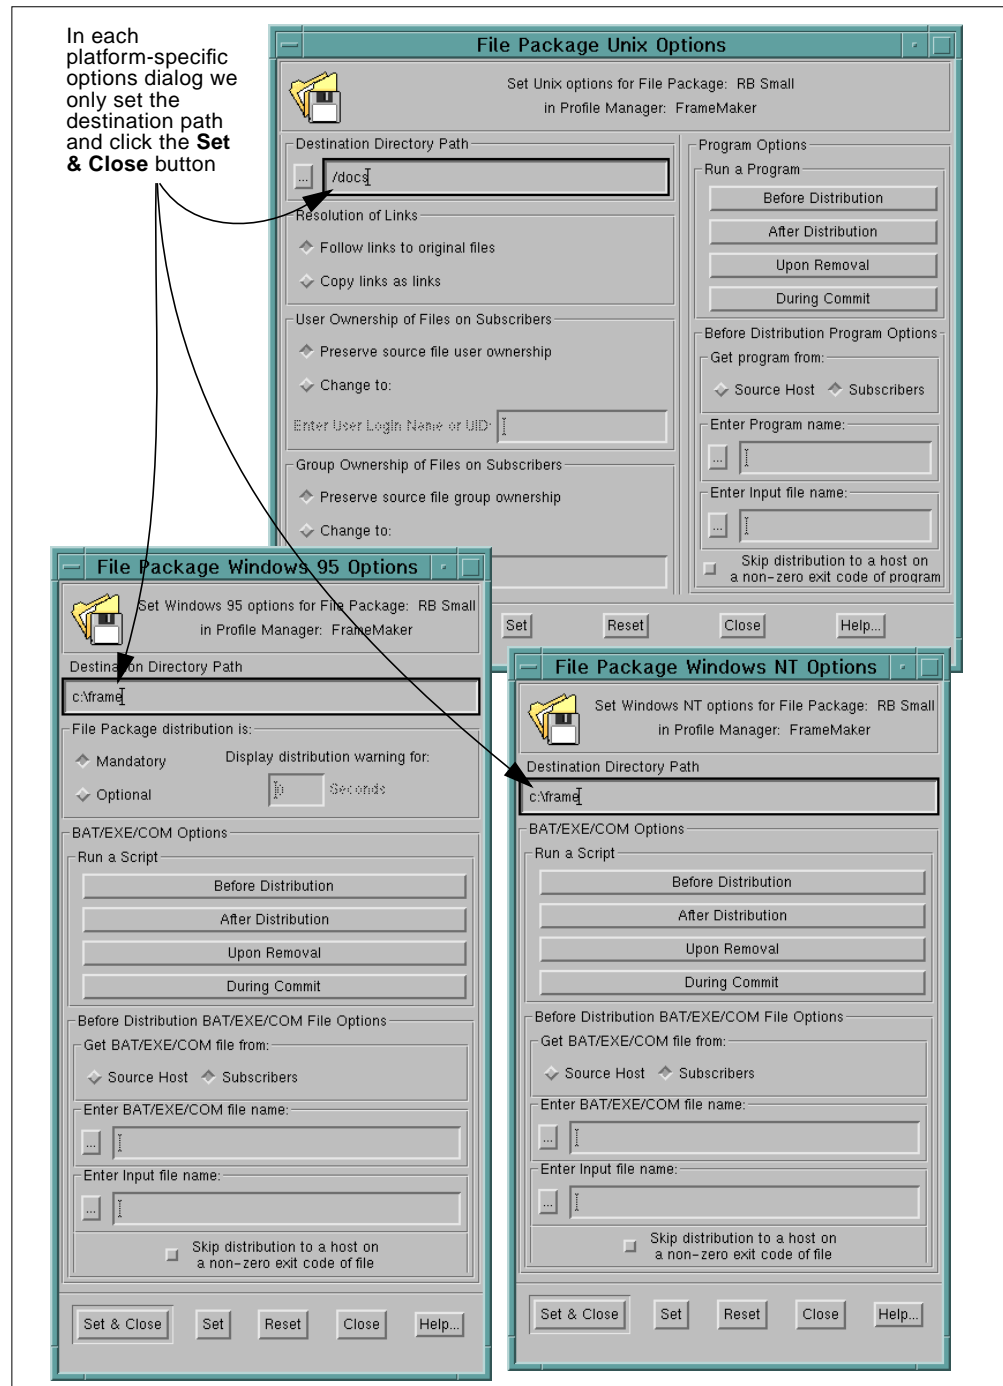 In each
platform-specific
options dialog we
only set the
destination path
and click the Set
& Close button
File Package Unix Options
Set Unix options for File Package: RB Small
in Profile Manager: FrameMaker
Destination Directory Path
... /docs
Resolution of Links
Follow links to original files
Copy links as links
User Ownership of Files on Subscribers
Preserve source file user ownership
Change to:
Enter User Login Name or UID:
Group Ownership of Files on Subscribers
Preserve source file group ownership
Change to:
Program Options
Run a Program
Before Distribution
After Distribution
Upon Removal
During Commit
Before Distribution Program Options
Get program from:
Source Host Subscribers
Enter Program name:
...
Enter Input file name:
...
Skip distribution to a host on
a non-zero exit code of program
Set Reset Close Help...
File Package Windows 95 Options
Set Windows 95 options for File Package: RB Small
in Profile Manager: FrameMaker
Destination Directory Path
c:\frame
File Package distribution is:
Mandatory
Optional
Display distribution warning for:
Seconds
BAT/EXE/COM Options
Run a Script
Before Distribution
After Distribution
Upon Removal
During Commit
Before Distribution BAT/EXE/COM File Options
Get BAT/EXE/COM file from:
Source Host Subscribers
Enter BAT/EXE/COM file name:
...
Enter Input file name:
...
Skip distribution to a host on
a non-zero exit code of file
Set & Close Set Reset Close Help...
File Package Windows NT Options
Set Windows NT options for File Package: RB Small
in Profile Manager: FrameMaker
Destination Directory Path
c:\frame
BAT/EXE/COM Options
Run a Script
Before Distribution
After Distribution
Upon Removal
During Commit
Before Distribution BAT/EXE/COM File Options
Get BAT/EXE/COM file from:
Source Host Subscribers
Enter BAT/EXE/COM file name:
...
Enter Input file name:
...
Skip distribution to a host on
a non-zero exit code of file
Set & Close Set Reset Close Help...